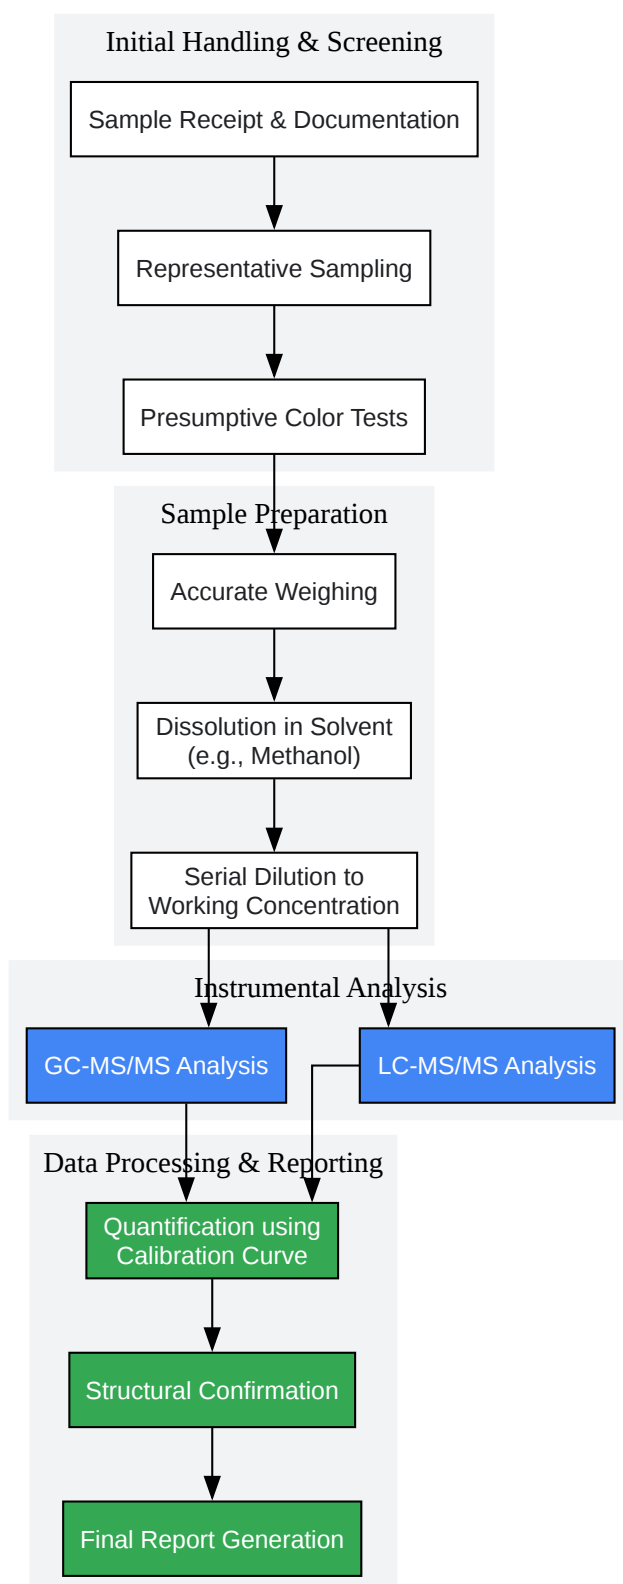 Initial Handling & Screening
Sample Receipt & Documentation
Representative Sampling
Presumptive Color Tests
Sample Preparation
Accurate Weighing
Dissolution in Solvent
(e.g., Methanol)
Serial Dilution to
Working Concentration
Instrumental Analysis
GC-MS/MS Analysis
LC-MS/MS Analysis
Data Processing & Reporting
Quantification using
Calibration Curve
Structural Confirmation
Final Report Generation